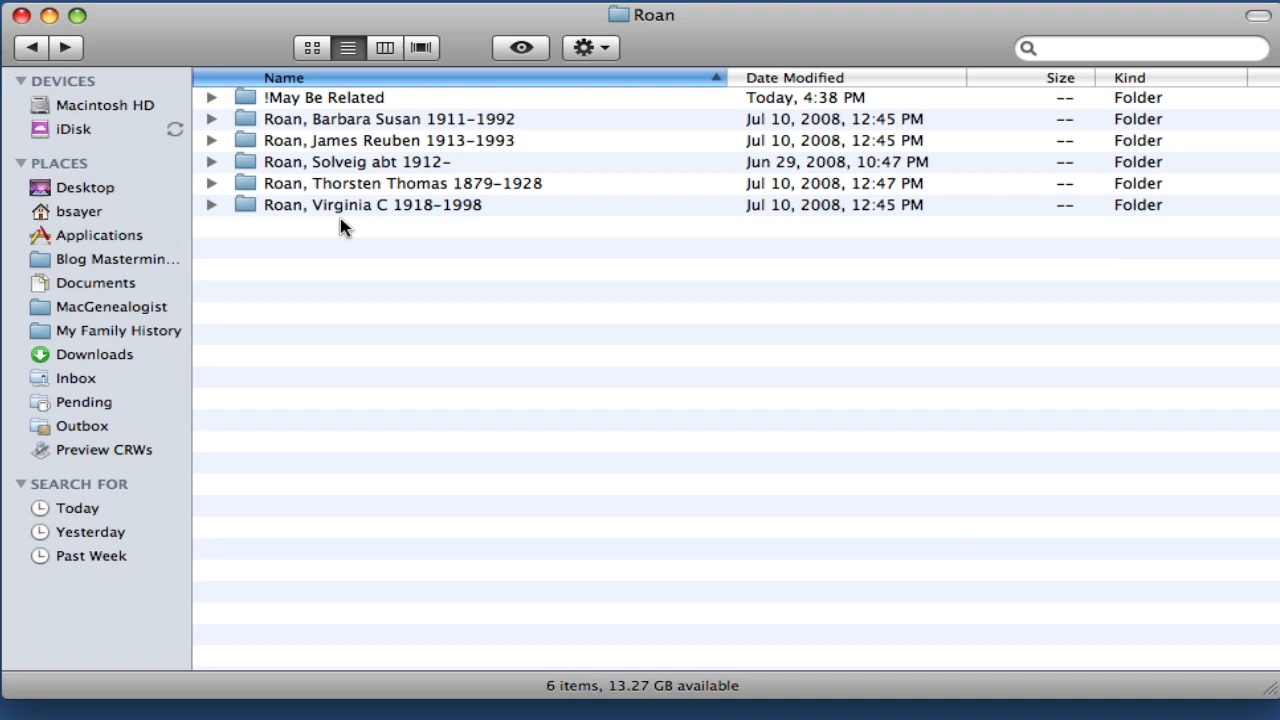 Roan
Name Date Modified Size Kind
DEVICES
Macintosh HD
iDisk
PLACES
Desktop
bsayer
Applications
Blog Mastermin...
Documents
MacGenealogist
My Family History
Downloads
Inbox
Pending
Outbox
Preview CRWs
SEARCH FOR
Today
Yesterday
Past Week
!May Be Related Today, 4:38 PM -- Folder
Roan, Barbara Susan 1911-1992 Jul 10, 2008, 12:45 PM -- Folder
Roan, James Reuben 1913-1993 Jul 10, 2008, 12:45 PM -- Folder
Roan, Solveig abt 1912- Jun 29, 2008, 10:47 PM -- Folder
Roan, Thorsten Thomas 1879-1928 Jul 10, 2008, 12:47 PM -- Folder
Roan, Virginia C 1918-1998 Jul 10, 2008, 12:45 PM -- Folder
6 items, 13.27 GB available